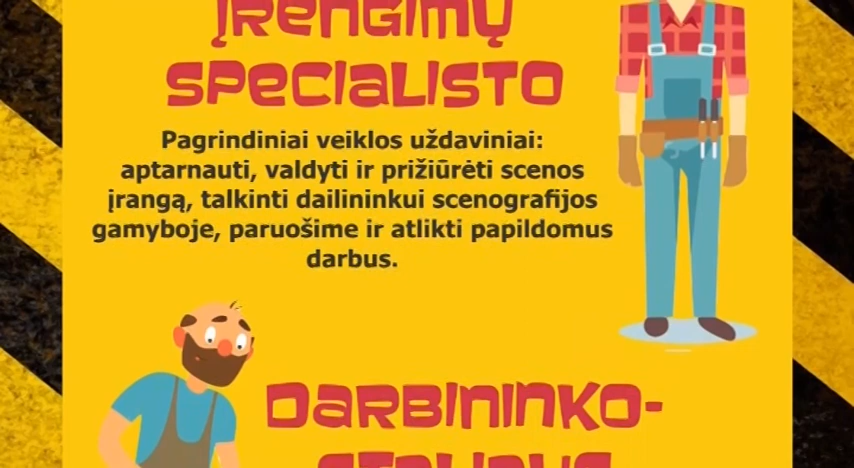 Įrengimų
specialisto
Pagrindiniai veiklos uždaviniai:
aptarnauti, valdyti ir prižiūrėti scenos
įrangą, talkinti dailininkui scenografijos
gamyboje, paruošime ir atlikti papildomus
darbus.
Darbininko-